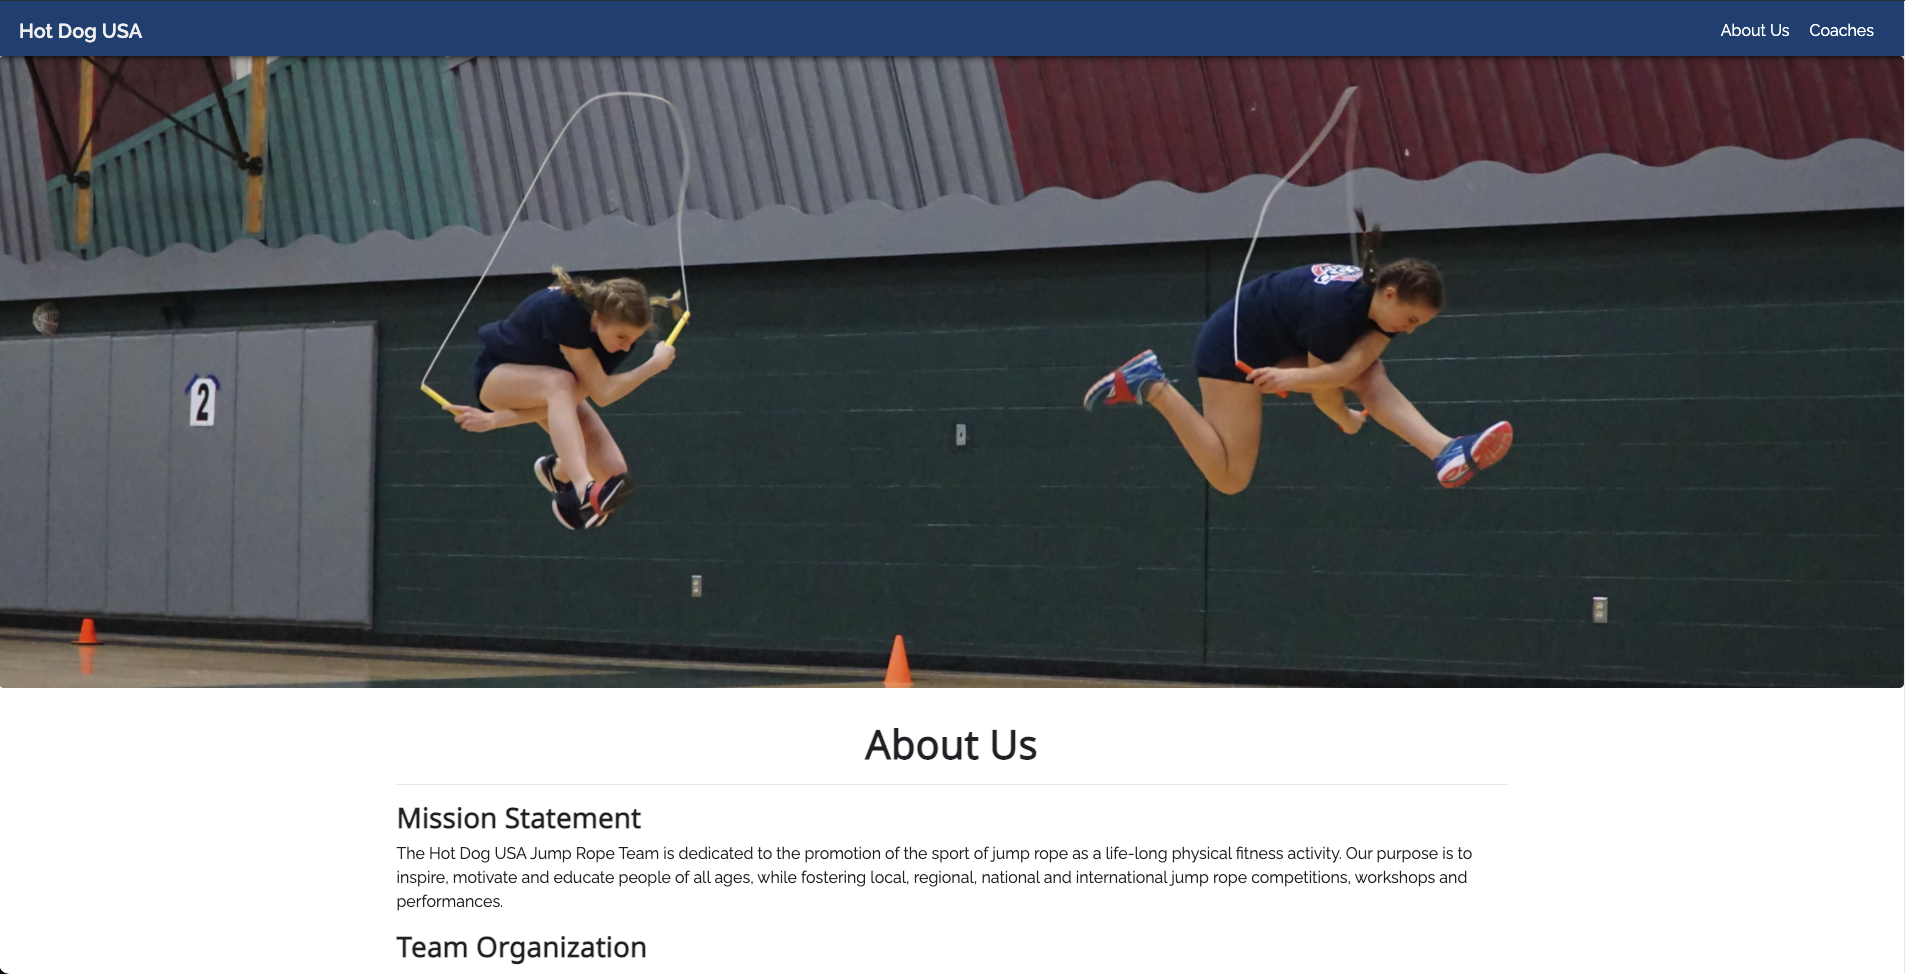 Hot Dog USA
About Us
Coaches
2
About Us
Mission Statement
The Hot Dog USA Jump Rope Team is dedicated to the promotion of the sport of jump rope as a life-long physical fitness activity. Our purpose is to
inspire, motivate and educate people of all ages, while fostering local, regional, national and international jump rope competitions, workshops and
performances.
Team Organization